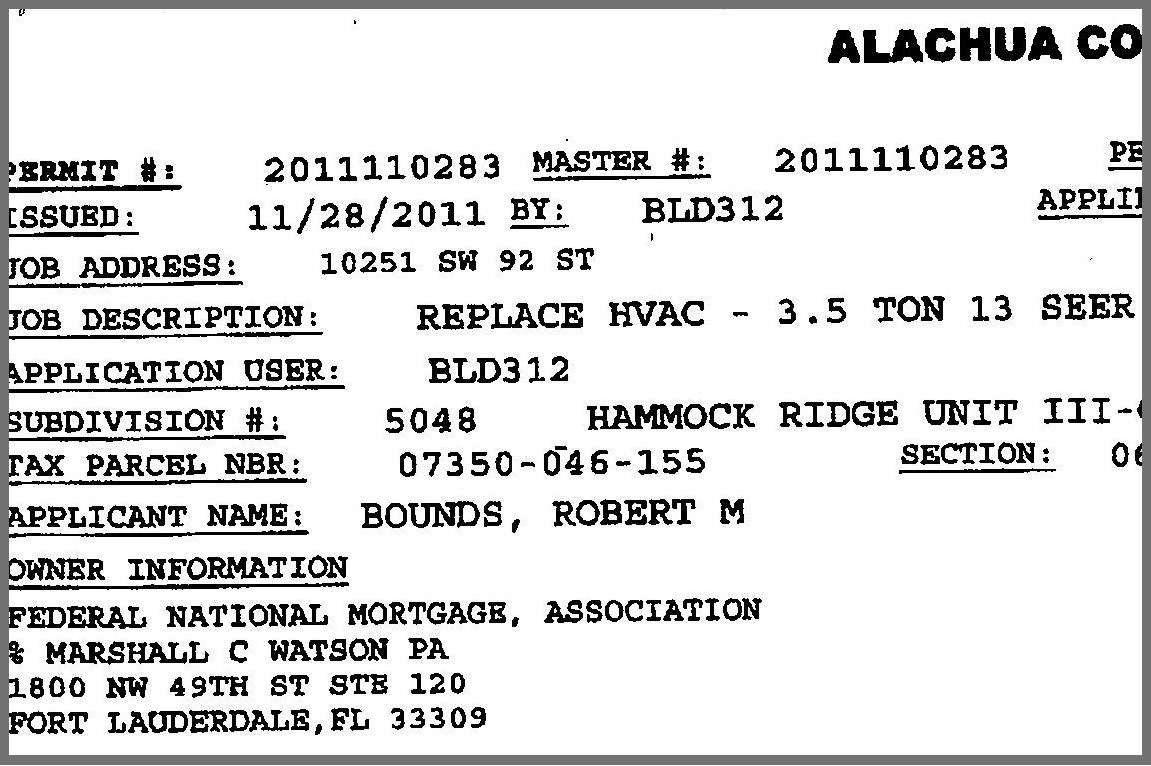 ALACHUA CO
PERMIT #: 2011110283 MASTER #: 2011110283 PE
ISSUED: 11/28/2011 BY: BLD312 APPLI
JOB ADDRESS: 10251 SW 92 ST
JOB DESCRIPTION: REPLACE HVAC - 3.5 TON 13 SEER
APPLICATION USER: BLD312
SUBDIVISION #: 5048 HAMMOCK RIDGE UNIT III-
TAX PARCEL NBR: 07350-046-155 SECTION: 06
APPLICANT NAME: BOUNDS, ROBERT M
OWNER INFORMATION
FEDERAL NATIONAL MORTGAGE, ASSOCIATION
% MARSHALL C WATSON PA
1800 NW 49TH ST STE 120
FORT LAUDERDALE,FL 33309